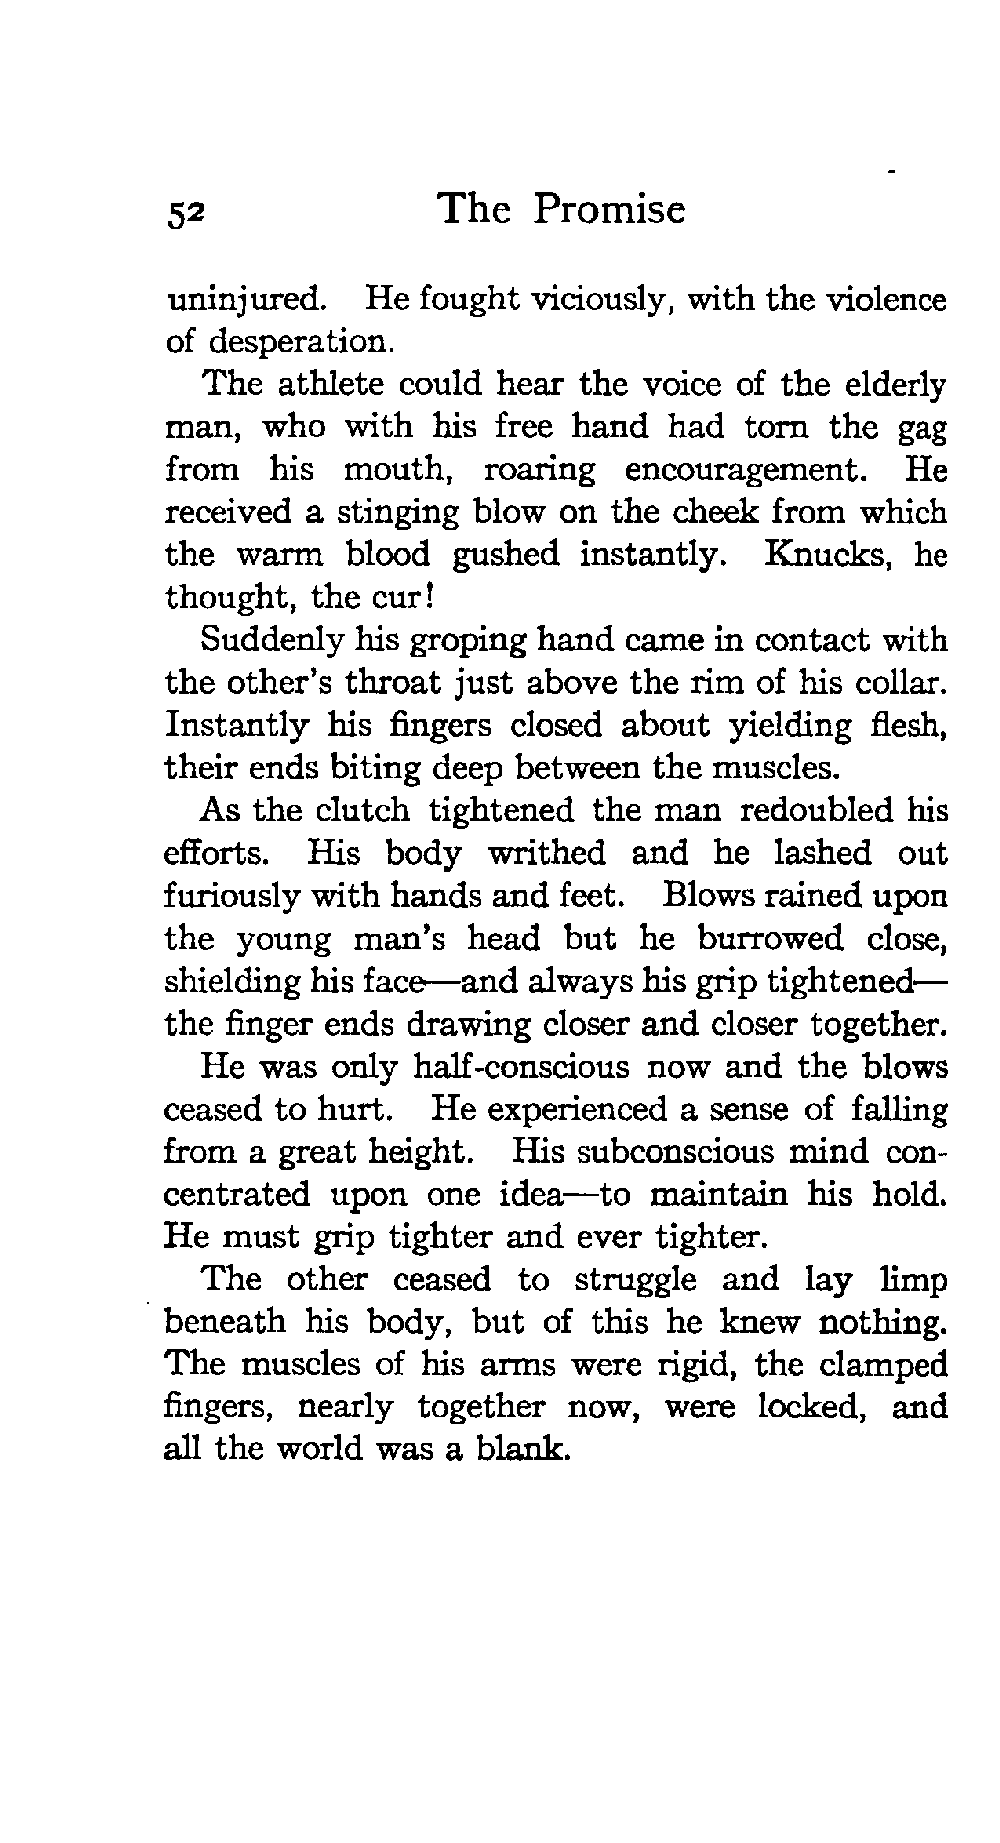 52 The Promise
uninjured. He fought viciously, with the violence
of desperation.
The athlete could hear the voice of the elderly
man, who with his free hand had torn the gag
from his mouth, roaring encouragement. He
received a stinging blow on the cheek from which
the warm blood gushed instantly. Knucks, he
thought, the cur!
Suddenly his groping hand came in contact with
the other's throat just above the rim of his collar.
Instantly his fingers closed about yielding flesh,
their ends biting deep between the muscles.
As the clutch tightened the man redoubled his
efforts. His body writhed and he lashed out
furiously with hands and feet. Blows rained upon
the young man's head but he burrowed close,
shielding his face—and always his grip tightened—
the finger ends drawing closer and closer together.
He was only half-conscious now and the blows
ceased to hurt. He experienced a sense of falling
from a great height. His subconscious mind con-
centrated upon one idea—to maintain his hold.
He must grip tighter and ever tighter.
The other ceased to struggle and lay limp
beneath his body, but of this he knew nothing.
The muscles of his arms were rigid, the clamped
fingers, nearly together now, were locked, and
all the world was a blank.